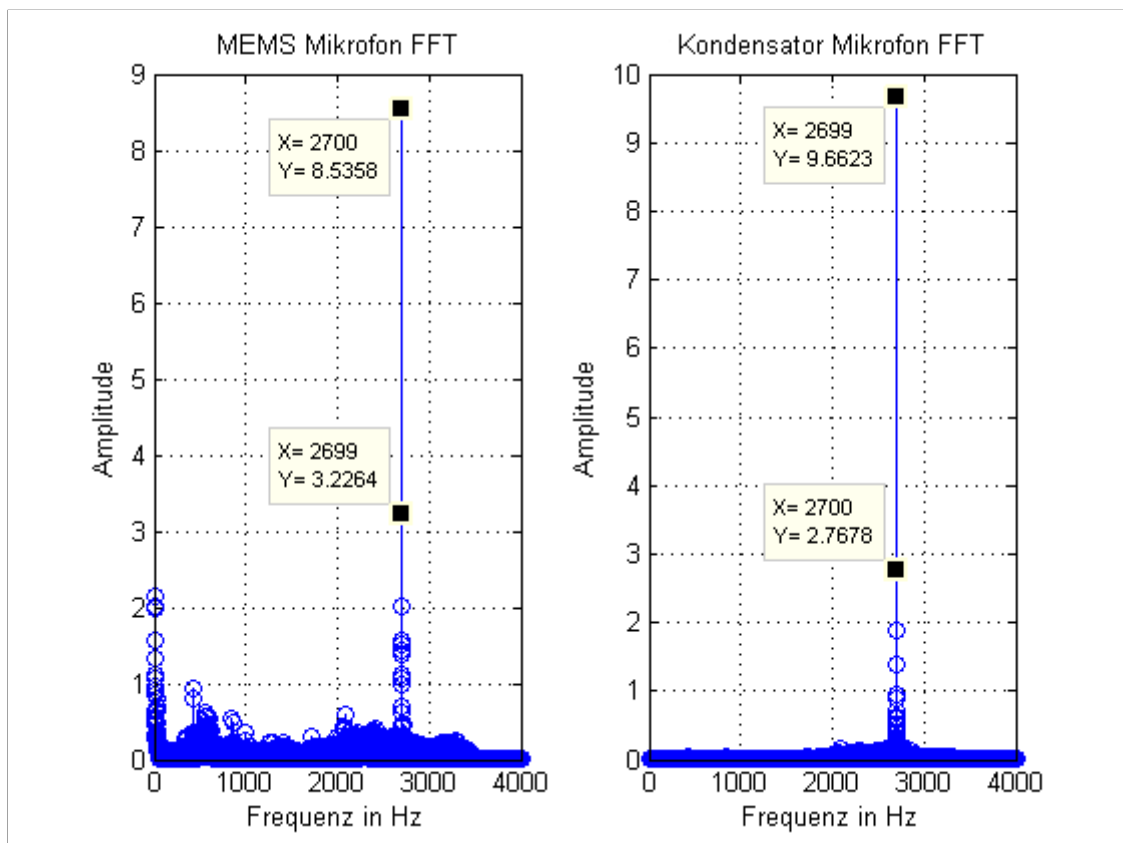 MEMS Mikrofon FFT
9
8
7
6
5
4
3
2
1
0
X= 2700
Y= 8.5358
X= 2699
Y= 3.2264
Amplitude
0
1000
2000
3000
4000
Frequenz in Hz
Kondensator Mikrofon FFT
10
9
8
7
6
5
4
3
2
1
0
X= 2699
Y= 9.6623
X= 2700
Y= 2.7678
Amplitude
0
1000
2000
3000
4000
Frequenz in Hz